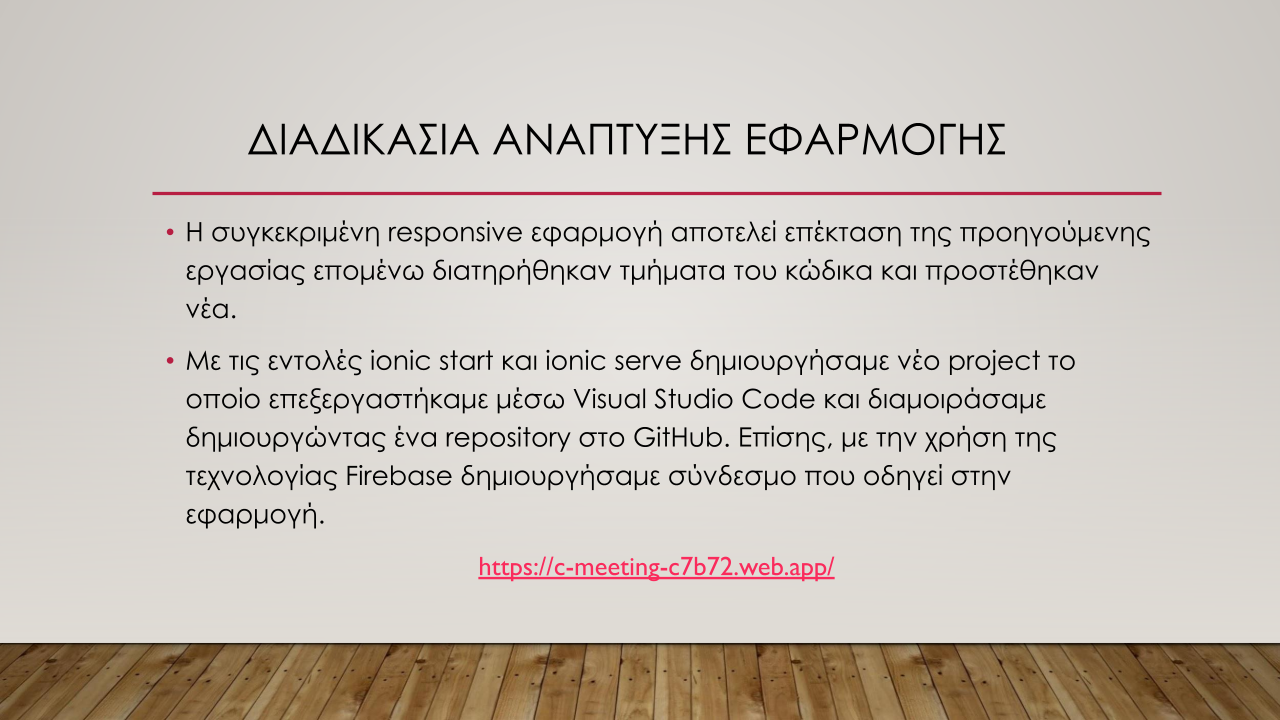 ΔΙΑΔΙΚΑΣΙΑ ΑΝΑΠΤΥΞΗΣ ΕΦΑΡΜΟΓΗΣ
• Η συγκεκριμένη responsive εφαρμογή αποτελεί επέκταση της προηγούμενης
εργασίας επομένω διατηρήθηκαν τμήματα του κώδικα και προστέθηκαν
νέα.
• Με τις εντολές ionic start και ionic serve δημιουργήσαμε νέο project το
οποίο επεξεργαστήκαμε μέσω Visual Studio Code και διαμοιράσαμε
δημιουργώντας ένα repository στο GitHub. Επίσης, με την χρήση της
τεχνολογίας Firebase δημιουργήσαμε σύνδεσμο που οδηγεί στην
εφαρμογή.
https://c-meeting-c7b72.web.app/